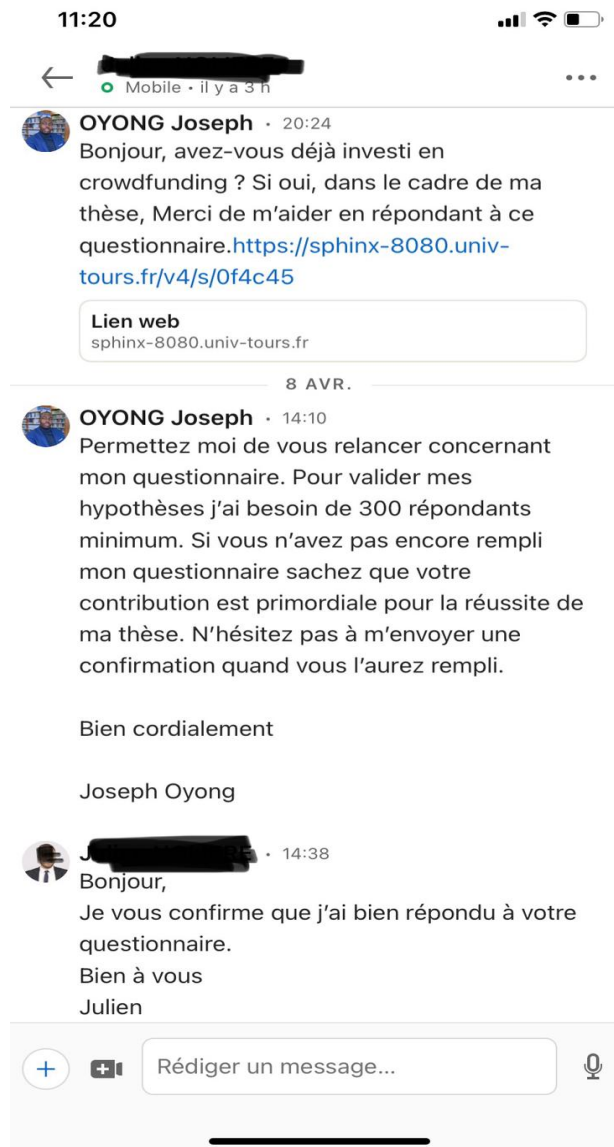 11:20
Mobile • il y a 3 h
OYONG Joseph • 20:24
Bonjour, avez-vous déjà investi en
crowdfunding ? Si oui, dans le cadre de ma
thèse, Merci de m’aider en répondant à ce
questionnaire.https://sphinx-8080.univ-
tours.fr/v4/s/0f4c45
Lien web
sphinx-8080.univ-tours.fr
8 AVR.
OYONG Joseph • 14:10
Permettez moi de vous relancer concernant
mon questionnaire. Pour valider mes
hypothèses j’ai besoin de 300 répondants
minimum. Si vous n’avez pas encore rempli
mon questionnaire sachez que votre
contribution est primordiale pour la réussite de
ma thèse. N’hésitez pas à m’envoyer une
confirmation quand vous l’aurez rempli.
Bien cordialement
Joseph Oyong
• 14:38
Bonjour,
Je vous confirme que j’ai bien répondu à votre
questionnaire.
Bien à vous
Julien
Rédiger un message...